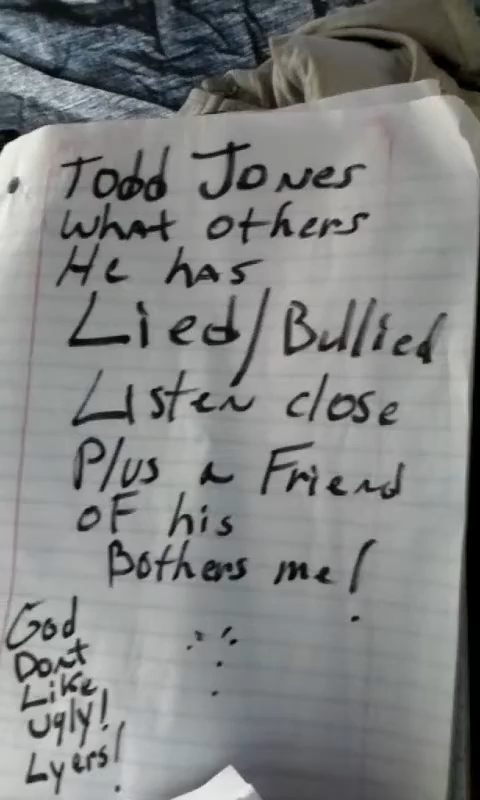 Todd Jones
What others
He has
Lied/Bullied
Listen close
Plus a Friend
OF his
Bothers me!
God
Dont
Like
Ugly!
Lyers!